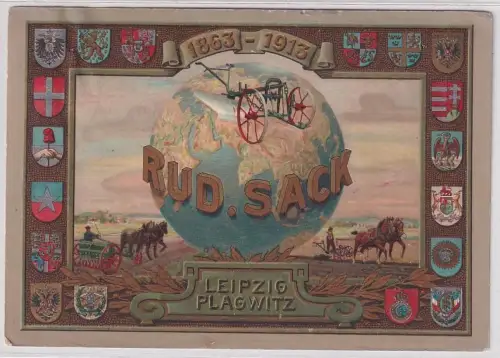 1863 - 1913
RUD. SACK
LEIPZIG
PLAGWITZ